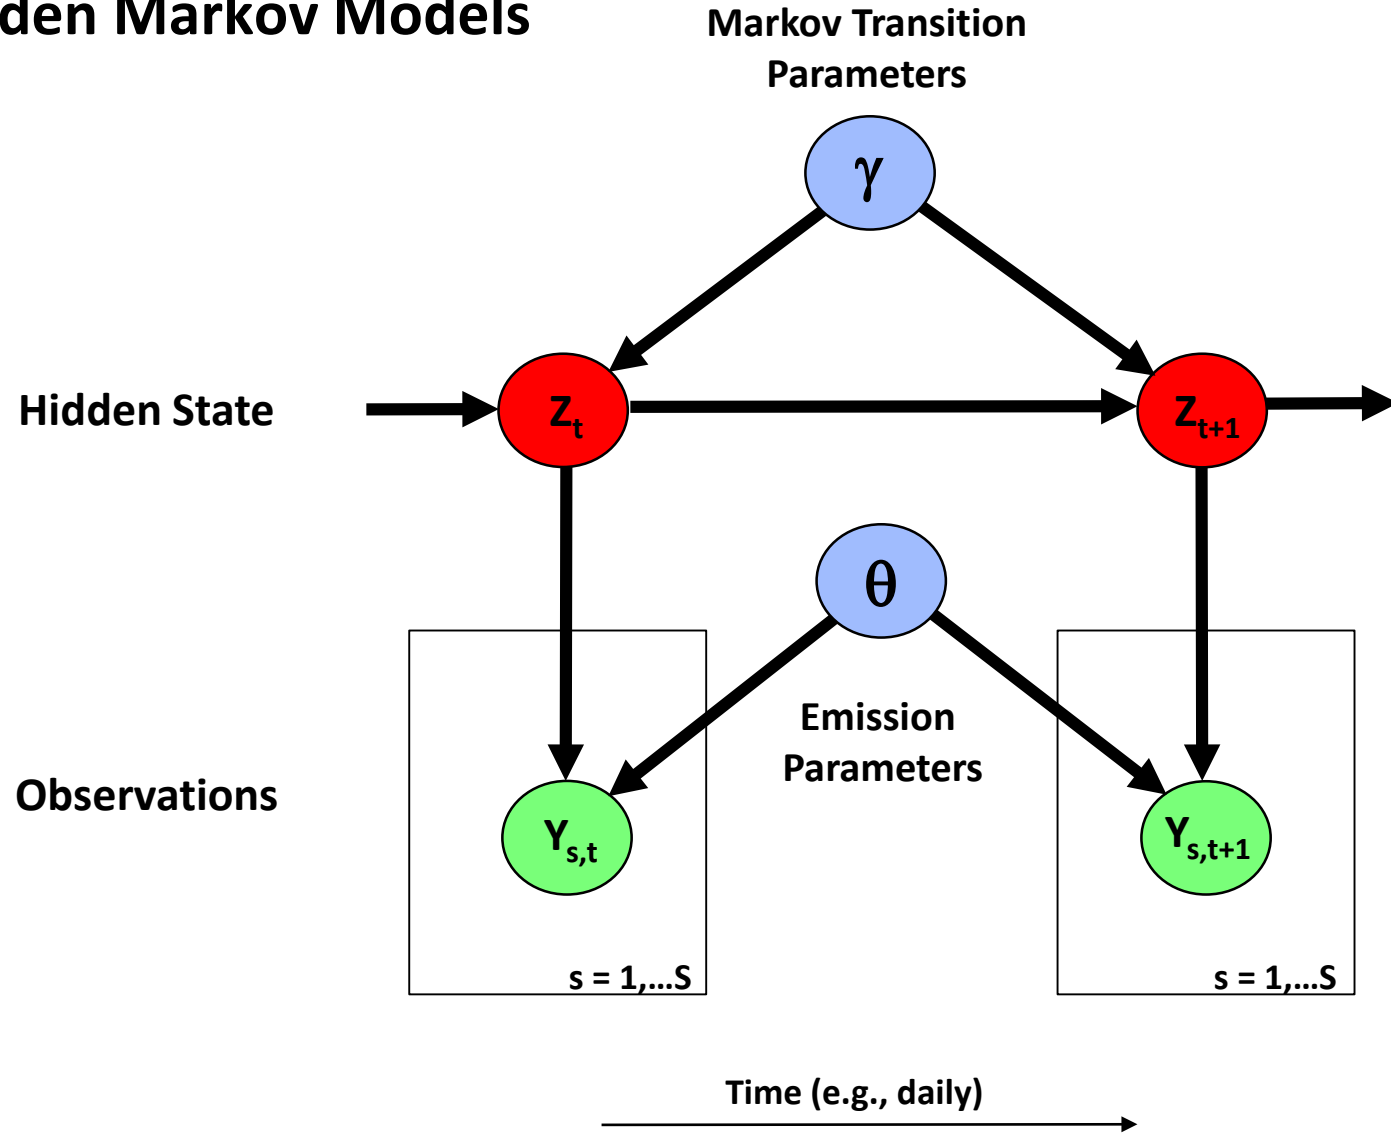 den Markov Models
Markov Transition
Parameters
γ
Hidden State
Zt
Zt+1
θ
Emission
Parameters
Observations
Ys,t
Ys,t+1
s = 1,…S
s = 1,…S
Time (e.g., daily)